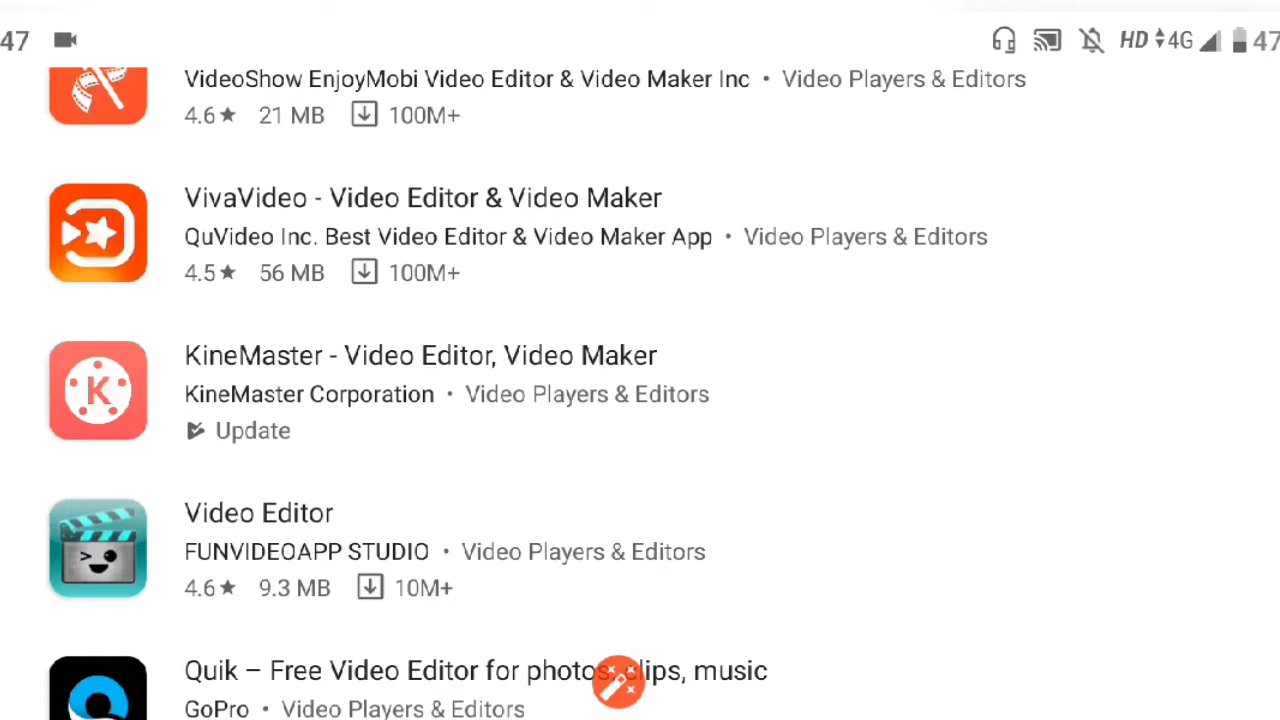 47 HD 4G 47
VideoShow EnjoyMobi Video Editor & Video Maker Inc • Video Players & Editors
4.6★ 21 MB 100M+
VivaVideo - Video Editor & Video Maker
QuVideo Inc. Best Video Editor & Video Maker App • Video Players & Editors
4.5★ 56 MB 100M+
K
KineMaster - Video Editor, Video Maker
KineMaster Corporation • Video Players & Editors
Update
Video Editor
FUNVIDEOAPP STUDIO • Video Players & Editors
4.6★ 9.3 MB 10M+
Quik – Free Video Editor for photos, clips, music
GoPro • Video Players & Editors